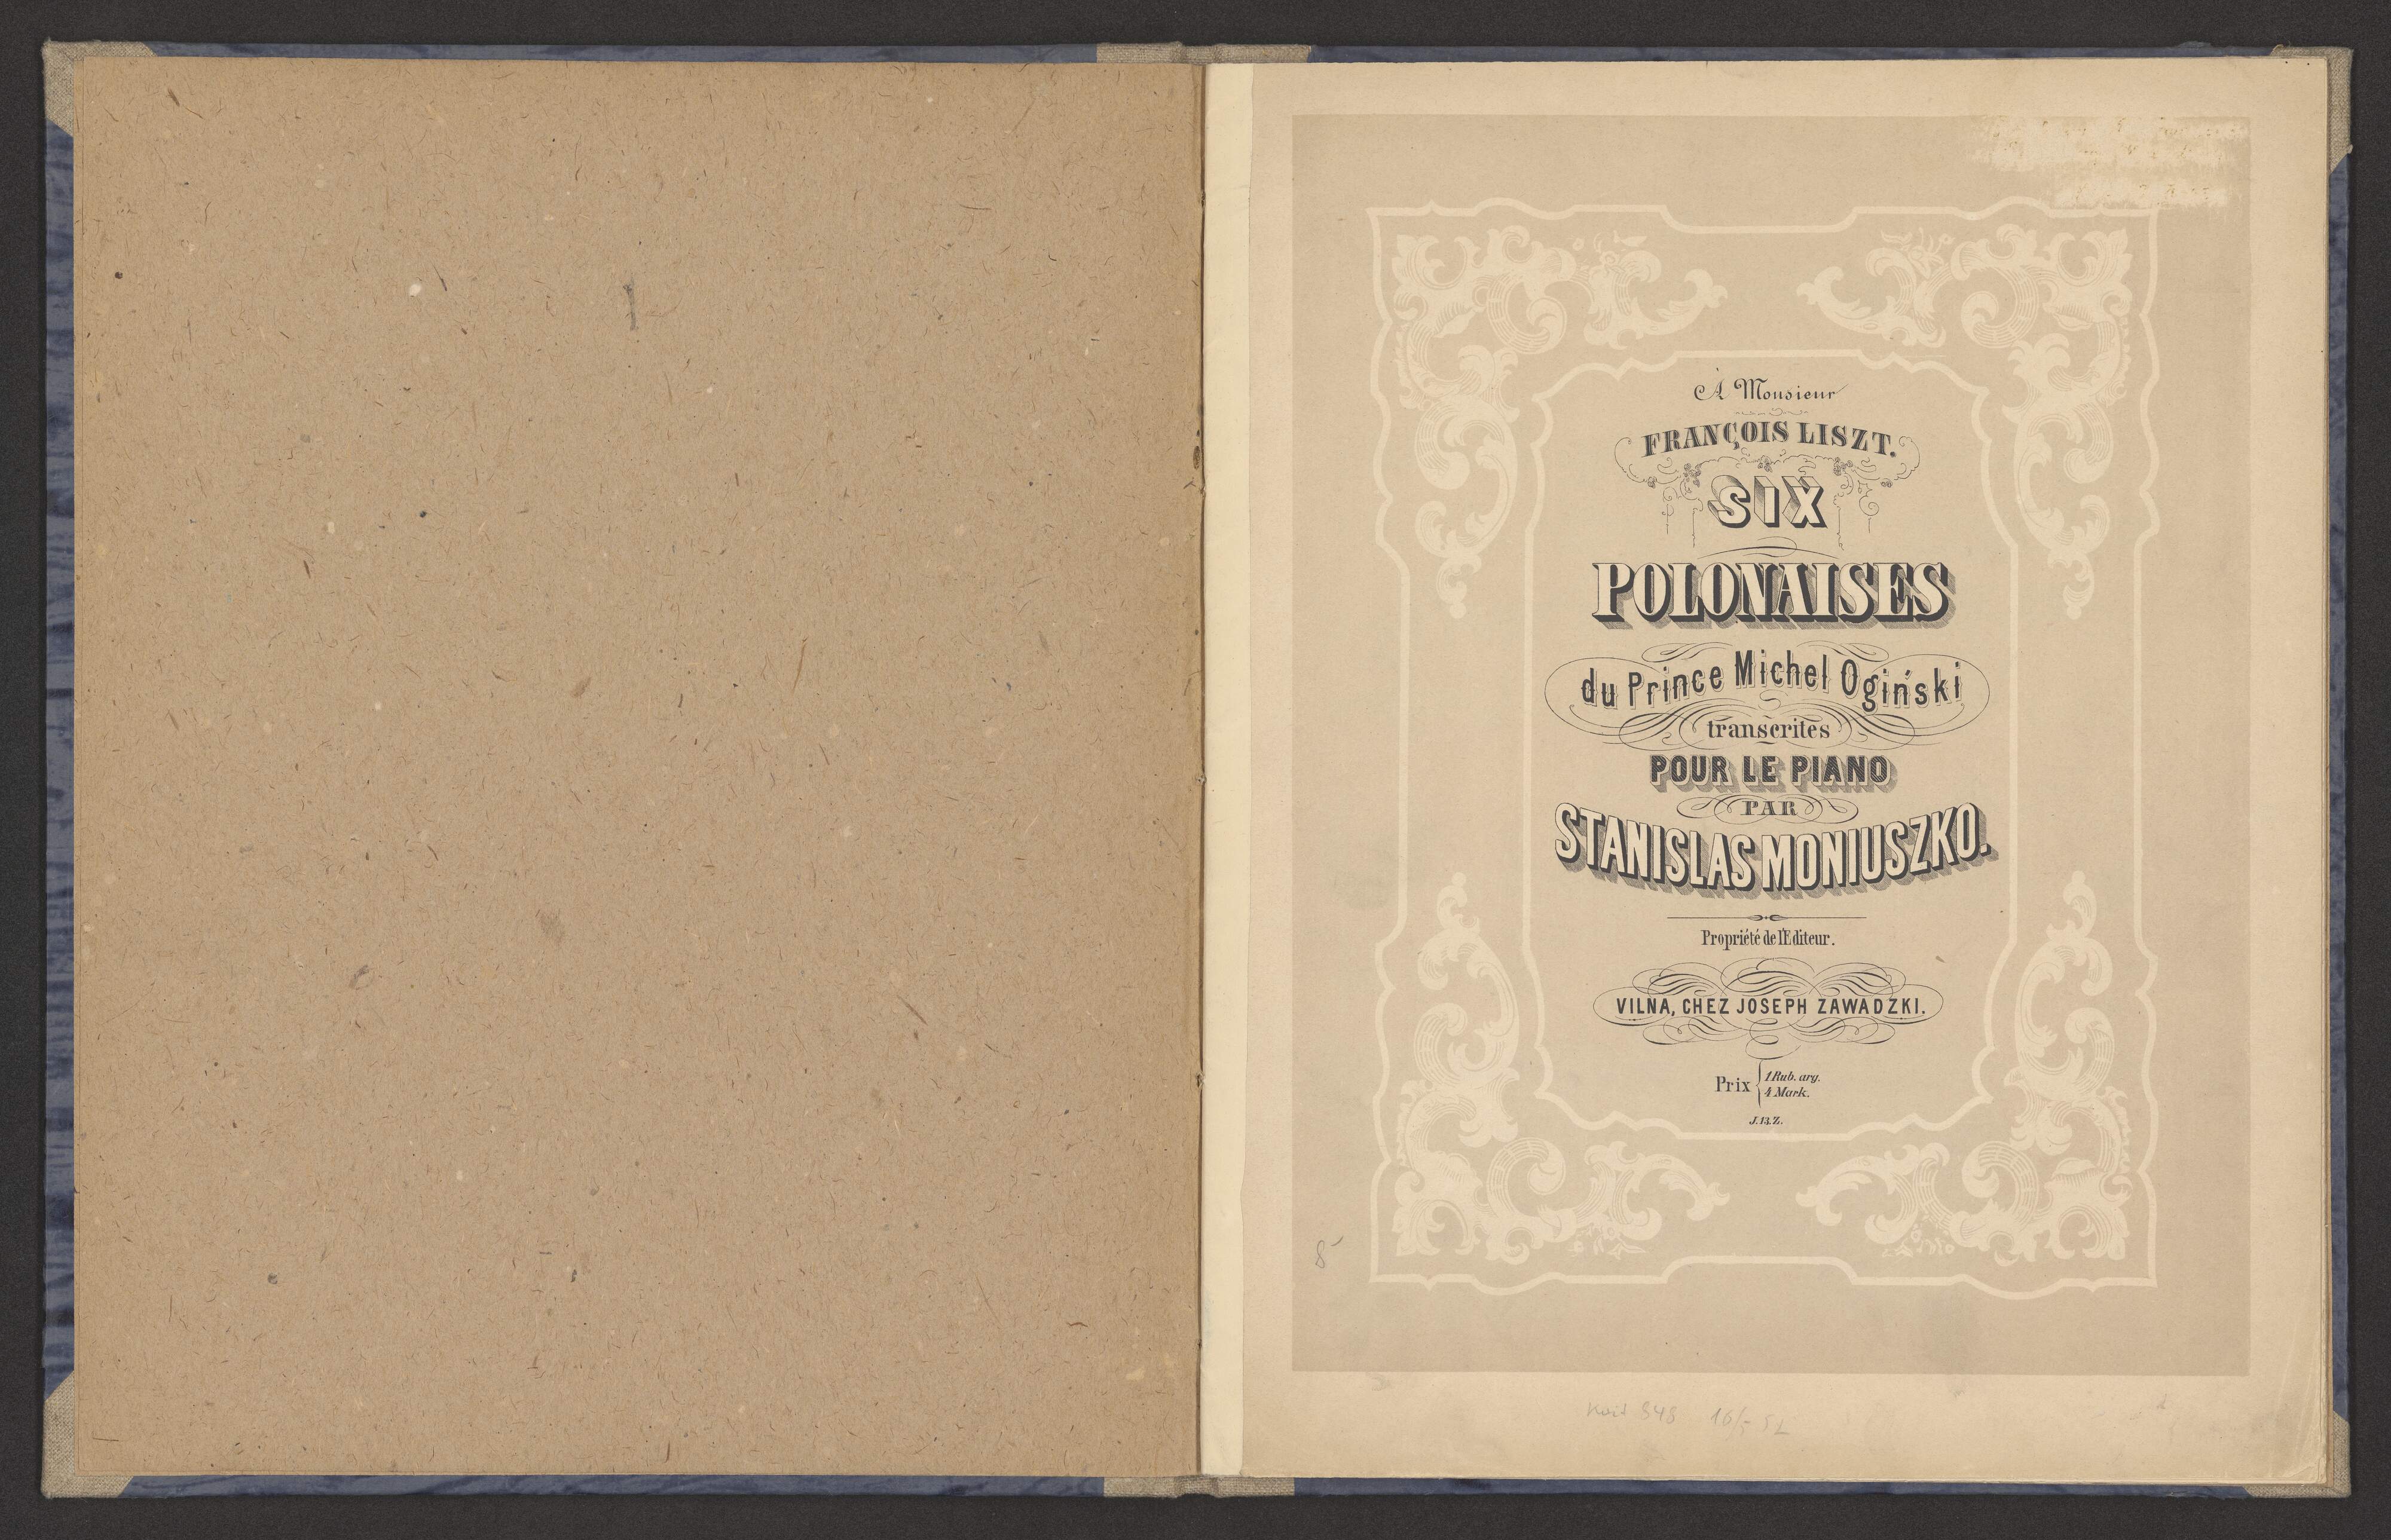 À Monsieur
FRANÇOIS LISZT.
SIX
POLONAISES
du Prince Michel Ogiński
transcrites
POUR LE PIANO
PAR
STANISLAS MONIUSZKO.
Propriété de l'Editeur.
VILNA, CHEZ JOSEPH ZAWADZKI.
Prix { 1 Rub. arg.
4 Mark.
J.13.Z.
8